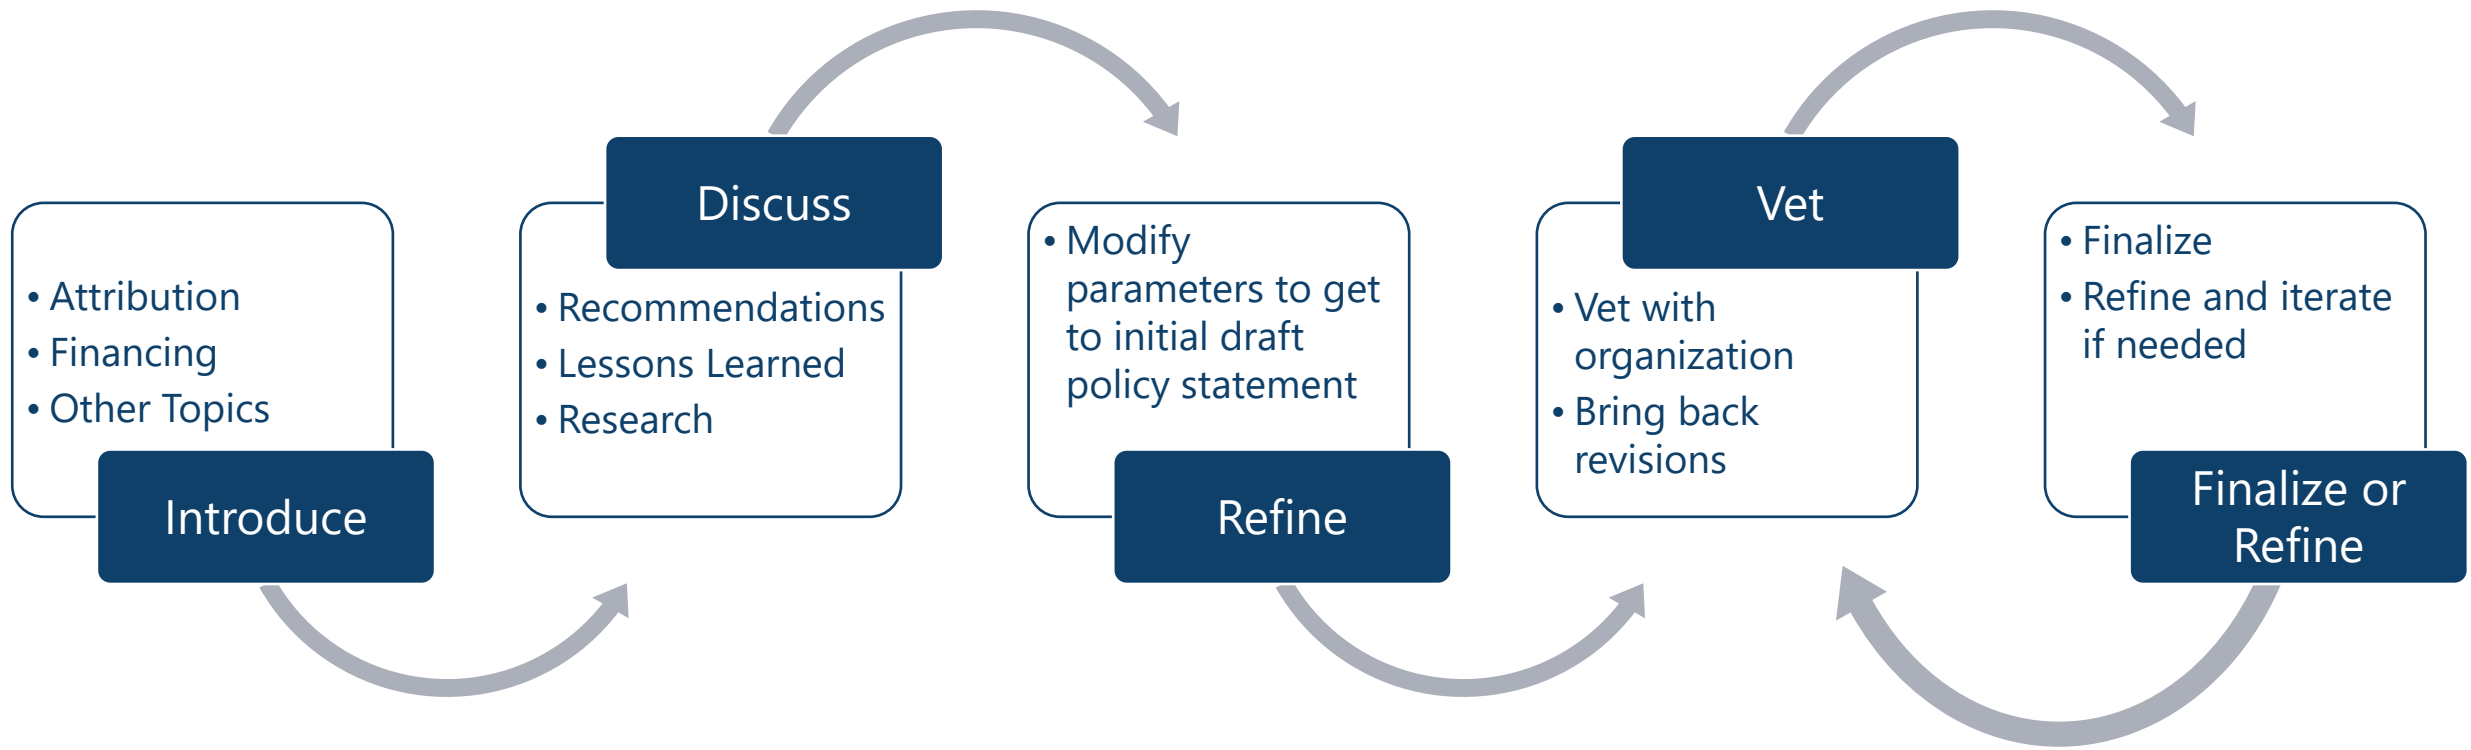 • Attribution
• Financing
• Other Topics
Introduce
Discuss
• Recommendations
• Lessons Learned
• Research
• Modify
parameters to get
to initial draft
policy statement
Refine
Vet
• Vet with
organization
• Bring back
revisions
• Finalize
• Refine and iterate
if needed
Finalize or
Refine